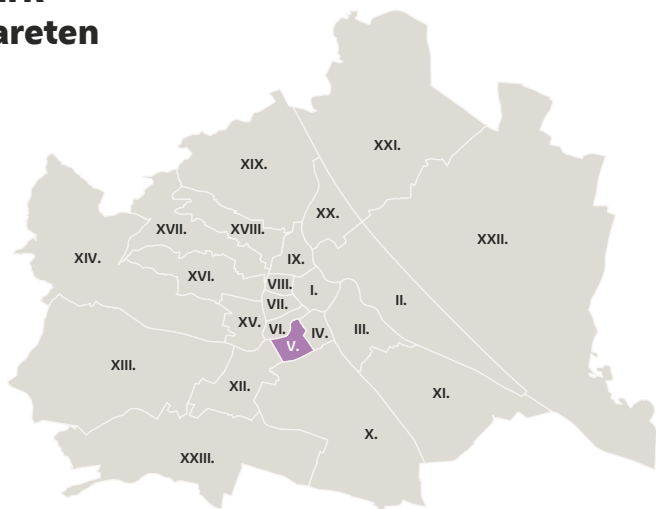 areten
XXI.
XIX.
XX.
XVII.
XVIII.
XXII.
XIV.
IX.
XVI.
VIII.
I.
II.
VII.
XV.
VI.
IV.
III.
V.
XIII.
XII.
XI.
X.
XXIII.